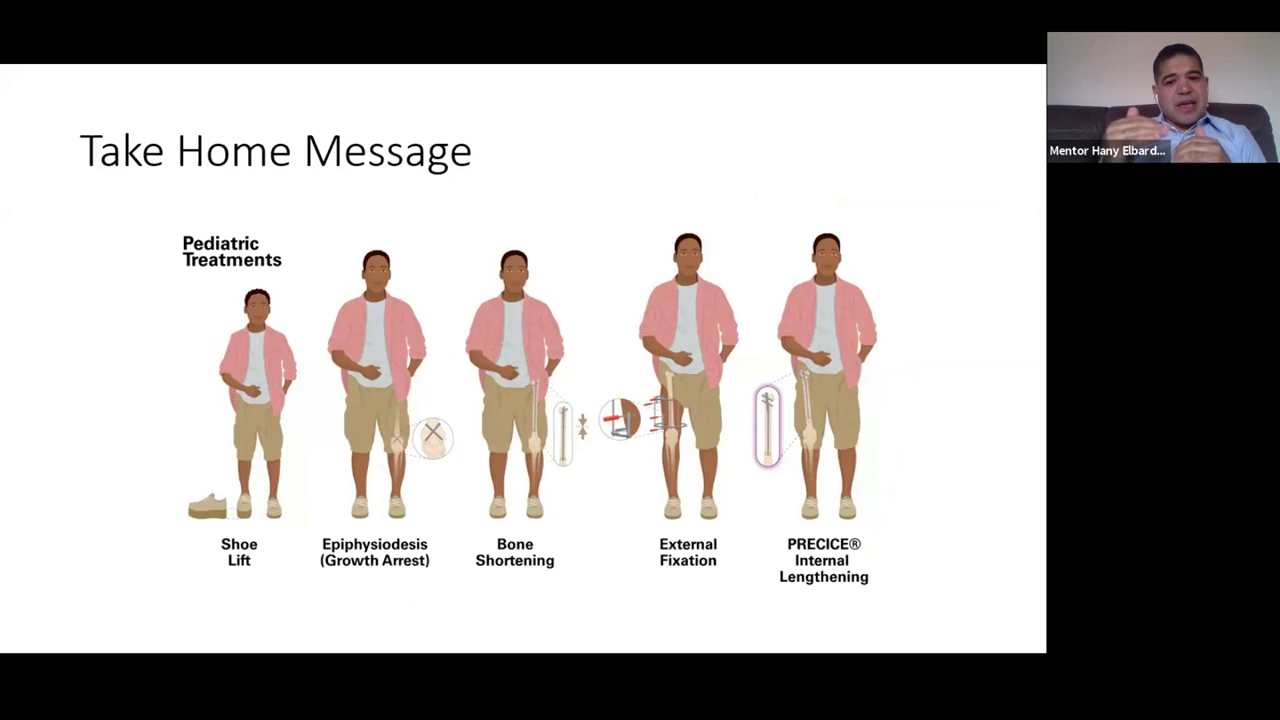 Take Home Message
Mentor Hany Elbard...
Pediatric
Treatments
Shoe
Lift
Epiphysiodesis
(Growth Arrest)
Bone
Shortening
External
Fixation
PRECICE®
Internal
Lengthening